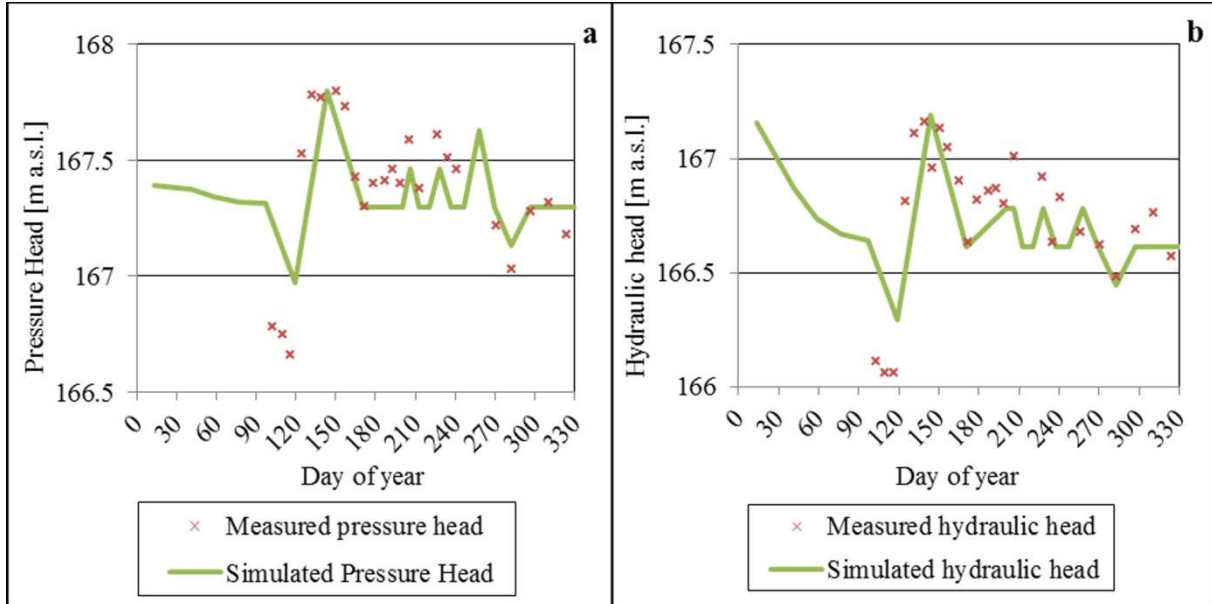 a
168
167.5
167
166.5
Pressure Head [m a.s.l.]
0 30 60 90 120 150 180 210 240 270 300 330
Day of year
Measured pressure head
Simulated Pressure Head
b
167.5
167
166.5
166
Hydraulic head [m a.s.l.]
0 30 60 90 120 150 180 210 240 270 300 330
Day of year
Measured hydraulic head
Simulated hydraulic head